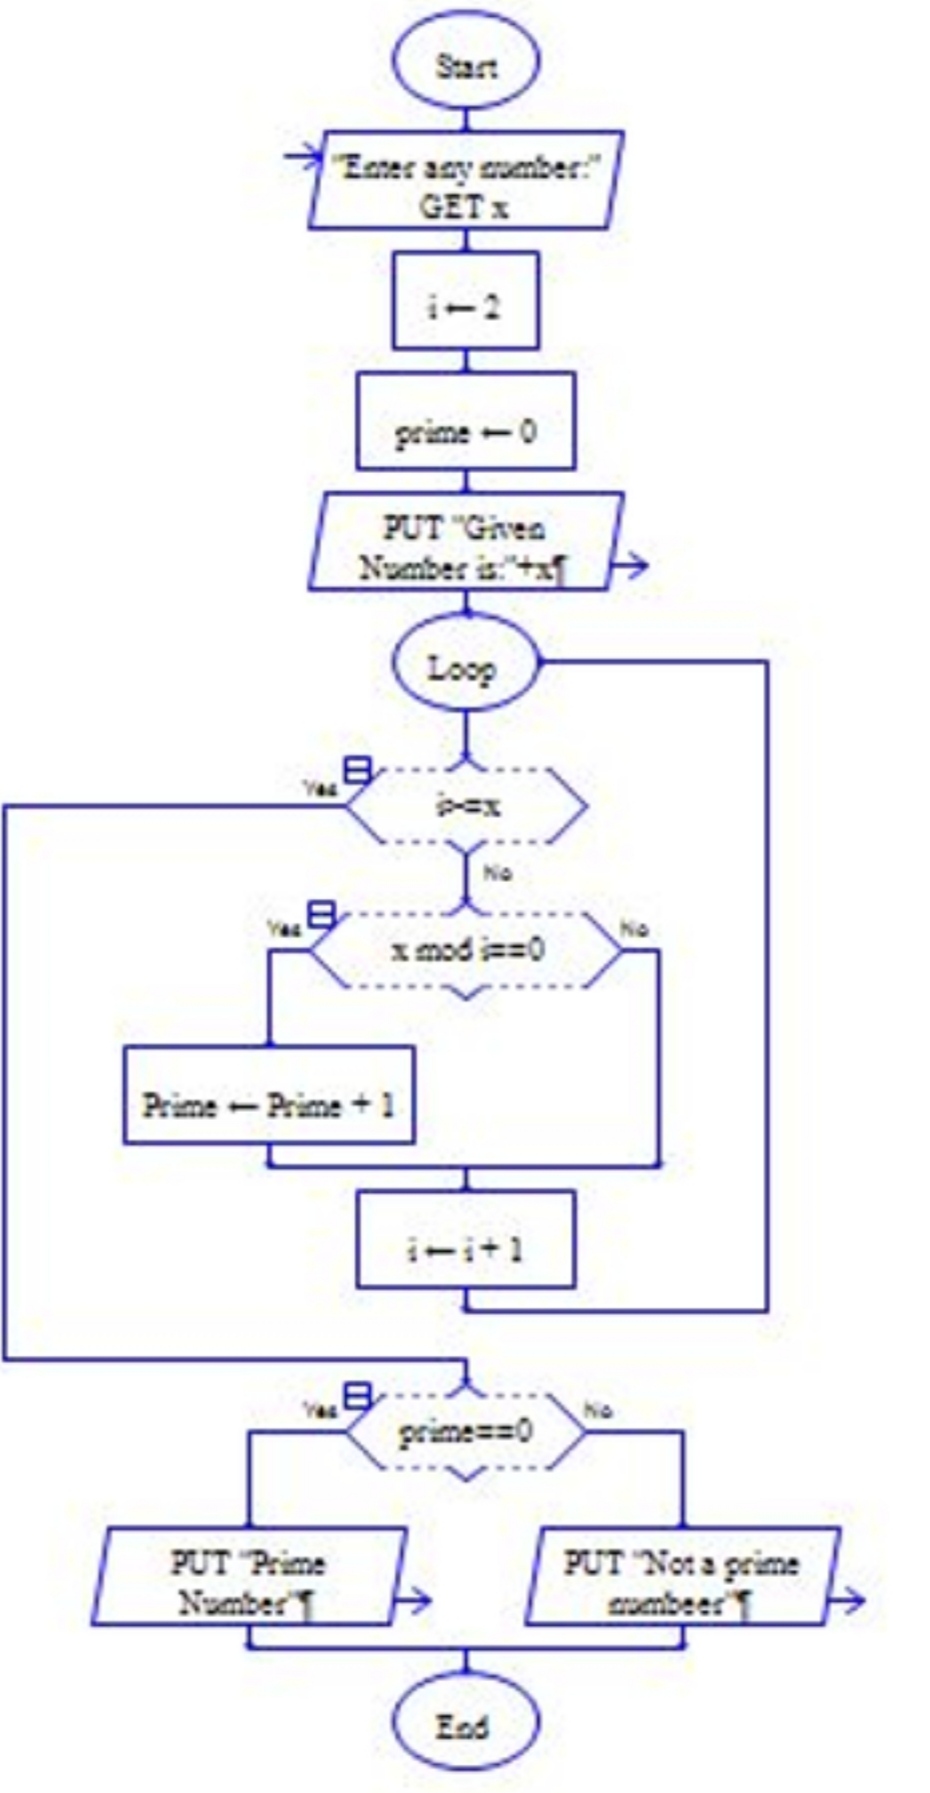 Start
"Enter any number:"
GET x
i ← 2
prime ← 0
PUT "Given
Number is:"+x¶
Loop
Yes
i>=x
No
Yes
x mod i==0
No
Prime ← Prime + 1
i ← i + 1
Yes
prime==0
No
PUT "Prime
Number"¶
PUT "Not a prime
numbeer"¶
End